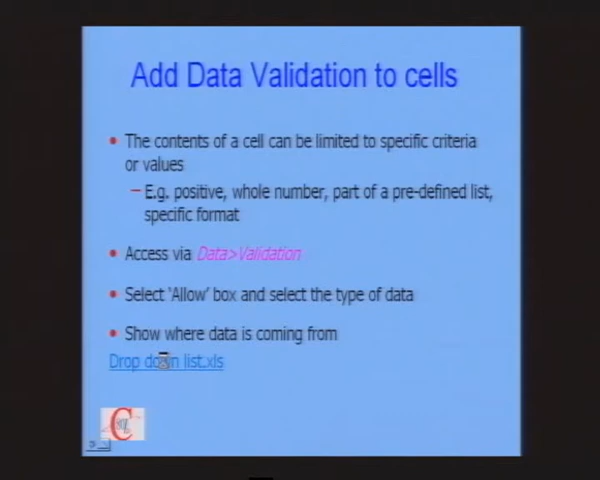 Add Data Validation to cells
• The contents of a cell can be limited to specific criteria
or values
– E.g. positive, whole number, part of a pre-defined list,
specific format
• Access via Data>Validation
• Select 'Allow' box and select the type of data
• Show where data is coming from
Drop down list.xls
C